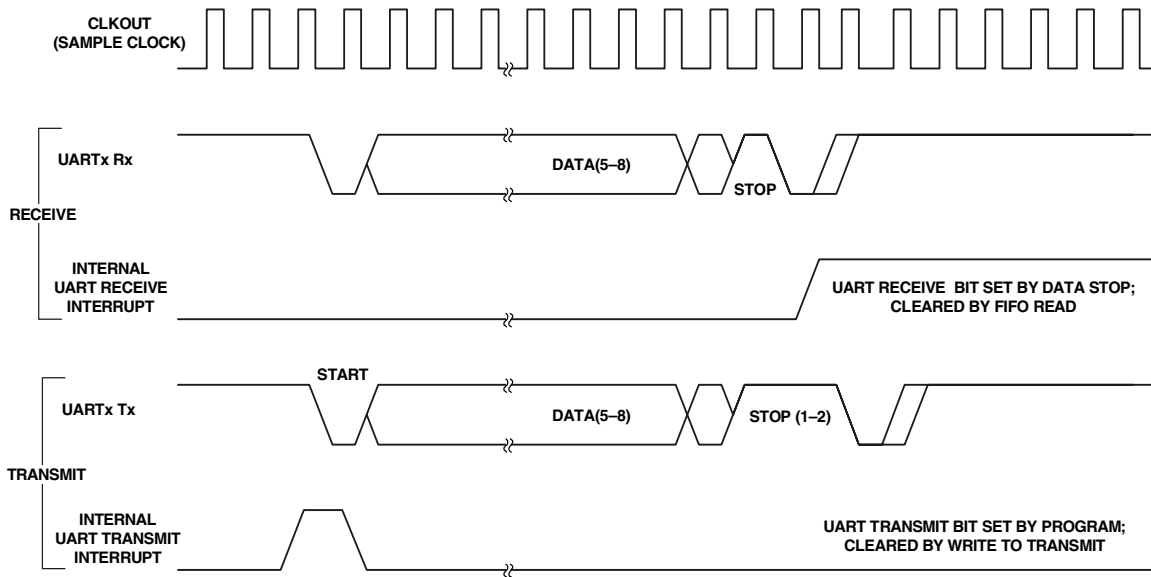 CLKOUT
(SAMPLE CLOCK)
UARTx Rx
DATA(5–8)
STOP
RECEIVE
INTERNAL
UART RECEIVE
INTERRUPT
UART RECEIVE BIT SET BY DATA STOP;
CLEARED BY FIFO READ
START
UARTx Tx
DATA(5–8)
STOP (1–2)
TRANSMIT
INTERNAL
UART TRANSMIT
INTERRUPT
UART TRANSMIT BIT SET BY PROGRAM;
CLEARED BY WRITE TO TRANSMIT